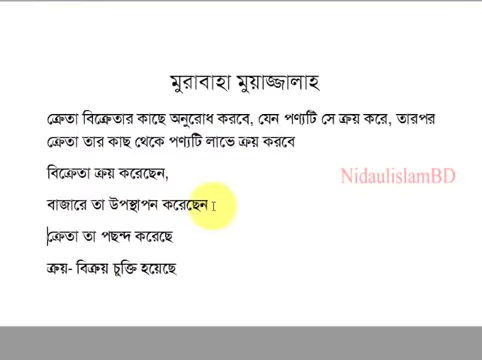 মুরাবাহা মুয়াজ্জালাহ
ক্রেতা বিক্রেতার কাছে অনুরোধ করবে, যেন পণ্যটি সে ক্রয় করে, তারপর
ক্রেতা তার কাছ থেকে পণ্যটি লাভে ক্রয় করবে
বিক্রেতা ক্রয় করেছেন,
NidaulislamBD
বাজারে তা উপস্থাপন করেছেন
ক্রেতা তা পছন্দ করেছে
ক্রয়- বিক্রয় চুক্তি হয়েছে